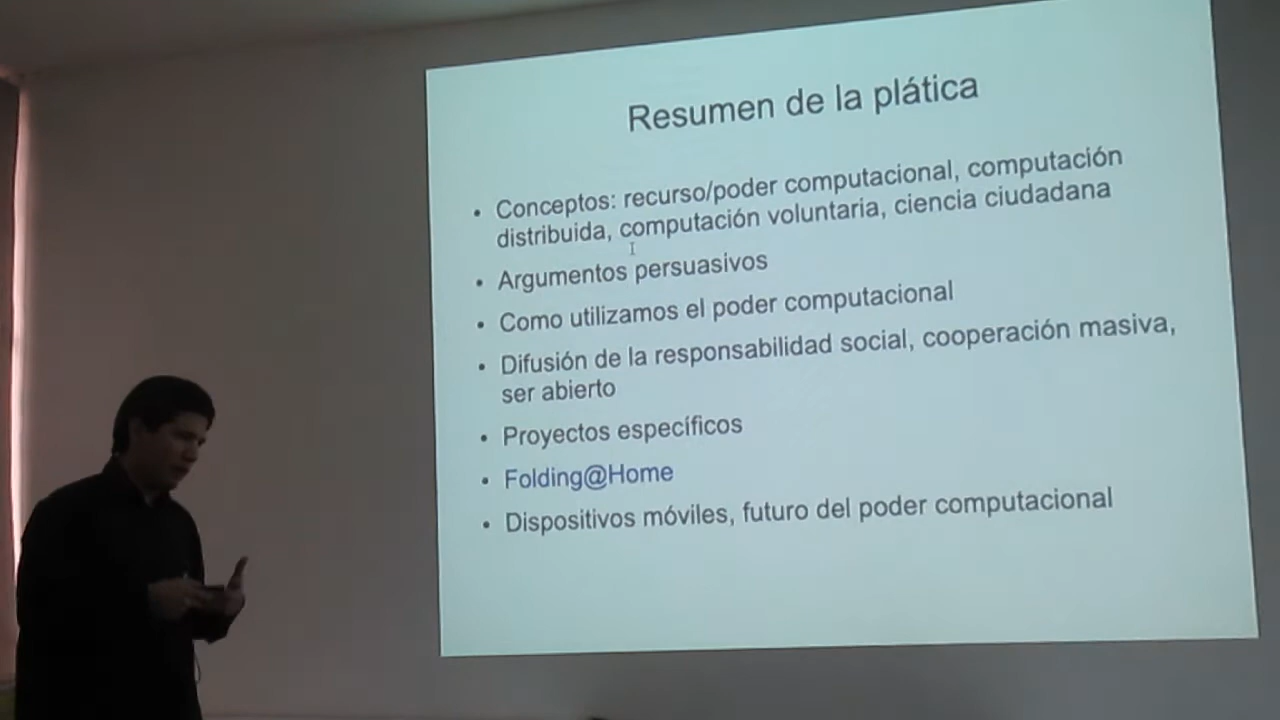 Resumen de la plática
• Conceptos: recurso/poder computacional, computación
distribuida, computación voluntaria, ciencia ciudadana
• Argumentos persuasivos
• Como utilizamos el poder computacional
• Difusión de la responsabilidad social, cooperación masiva,
ser abierto
• Proyectos específicos
• Folding@Home
• Dispositivos móviles, futuro del poder computacional